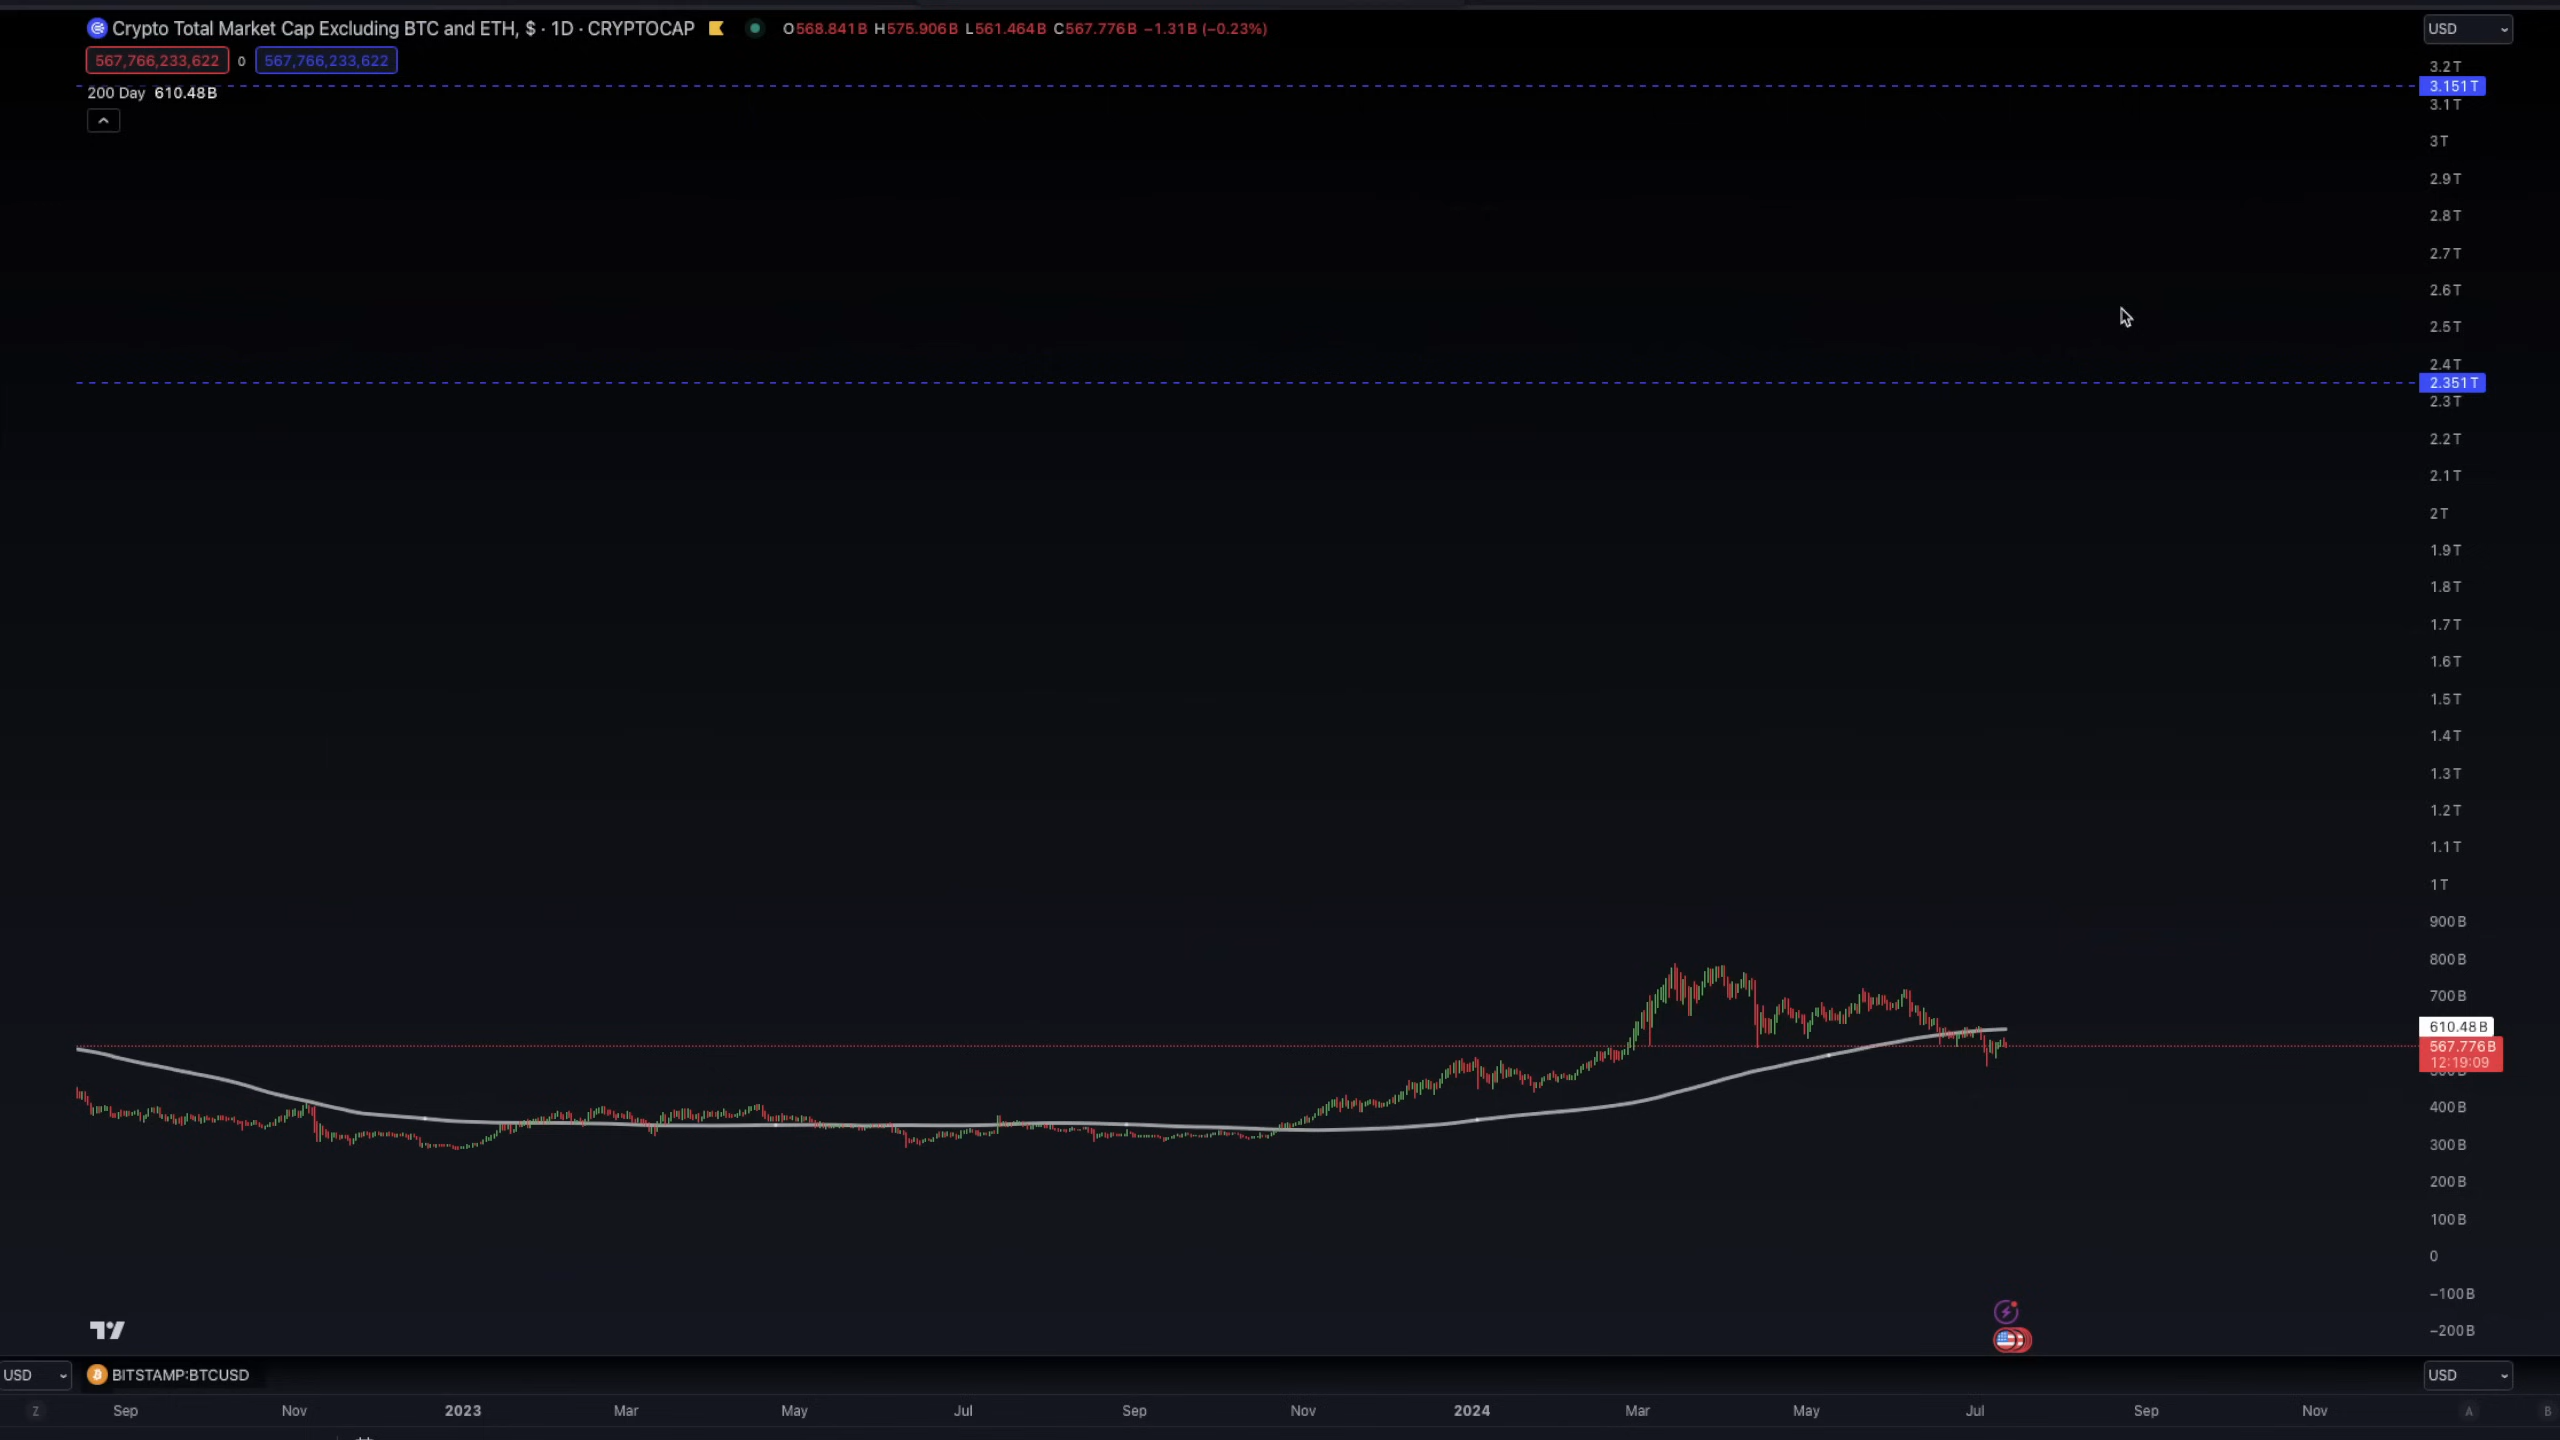 Crypto Total Market Cap Excluding BTC and ETH, $ · 1D · CRYPTOCAP O568.841B H575.906B L561.464B C567.776B −1.31B (−0.23%)
USD
567,766,233,622 0 567,766,233,622
200 Day 610.48B
3.2T
3.151T
3.1T
3T
2.9T
2.8T
2.7T
2.6T
2.5T
2.4T
2.351T
2.3T
2.2T
2.1T
2T
1.9T
1.8T
1.7T
1.6T
1.5T
1.4T
1.3T
1.2T
1.1T
1T
900B
800B
700B
610.48B
567.776B
12:19:09
400B
300B
200B
100B
0
−100B
−200B
USD BITSTAMP:BTCUSD USD
Z Sep Nov 2023 Mar May Jul Sep Nov 2024 Mar May Jul Sep Nov A B